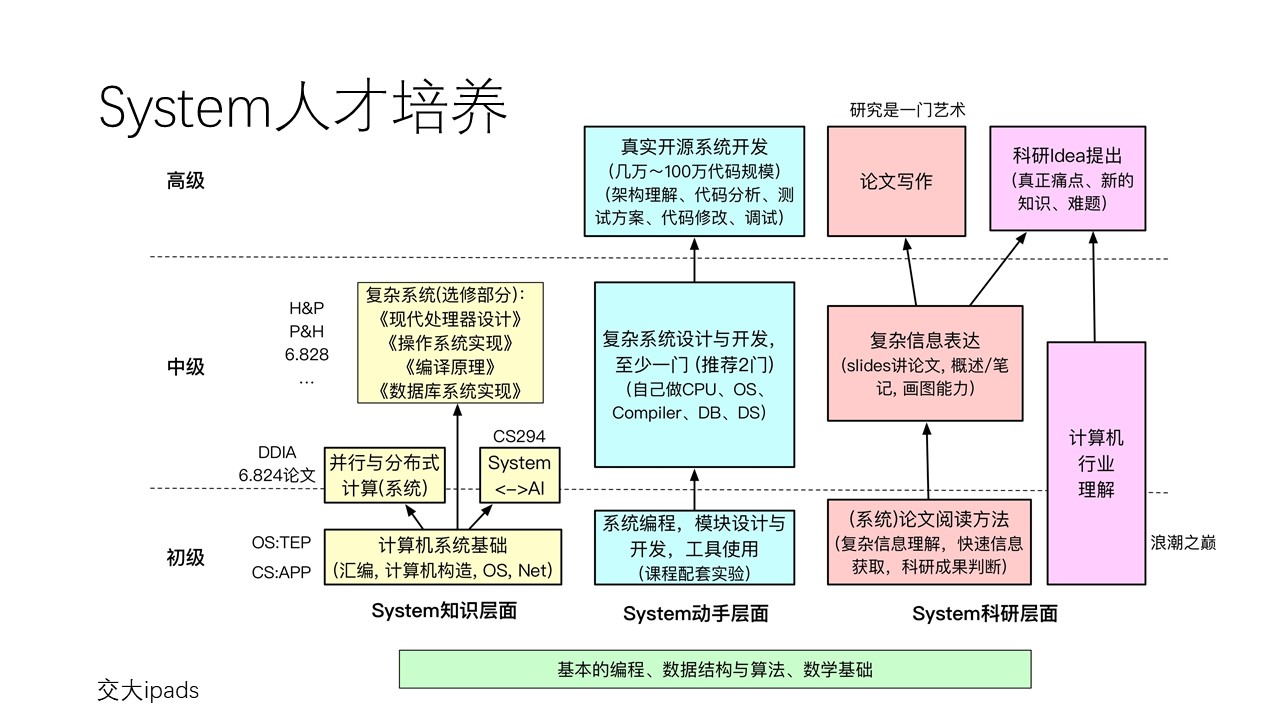 System人才培养
研究是一门艺术
高级
真实开源系统开发
(几万～100万代码规模)
(架构理解、代码分析、测
试方案、代码修改、调试)
论文写作
科研Idea提出
(真正痛点、新的
知识、难题)
中级
H&P
P&H
6.828
...
复杂系统(选修部分):
《现代处理器设计》
《操作系统实现》
《编译原理》
《数据库系统实现》
复杂系统设计与开发,
至少一门 (推荐2门)
(自己做CPU、OS、
Compiler、DB、DS)
复杂信息表达
(slides讲论文, 概述/笔
记, 画图能力)
计算机
行业
理解
DDIA
6.824论文
并行与分布式
计算(系统)
CS294
System
<->AI
初级
OS:TEP
CS:APP
计算机系统基础
(汇编, 计算机构造, OS, Net)
系统编程，模块设计与
开发，工具使用
(课程配套实验)
(系统)论文阅读方法
(复杂信息理解，快速信息
获取，科研成果判断)
浪潮之巅
System知识层面
System动手层面
System科研层面
基本的编程、数据结构与算法、数学基础
交大ipads